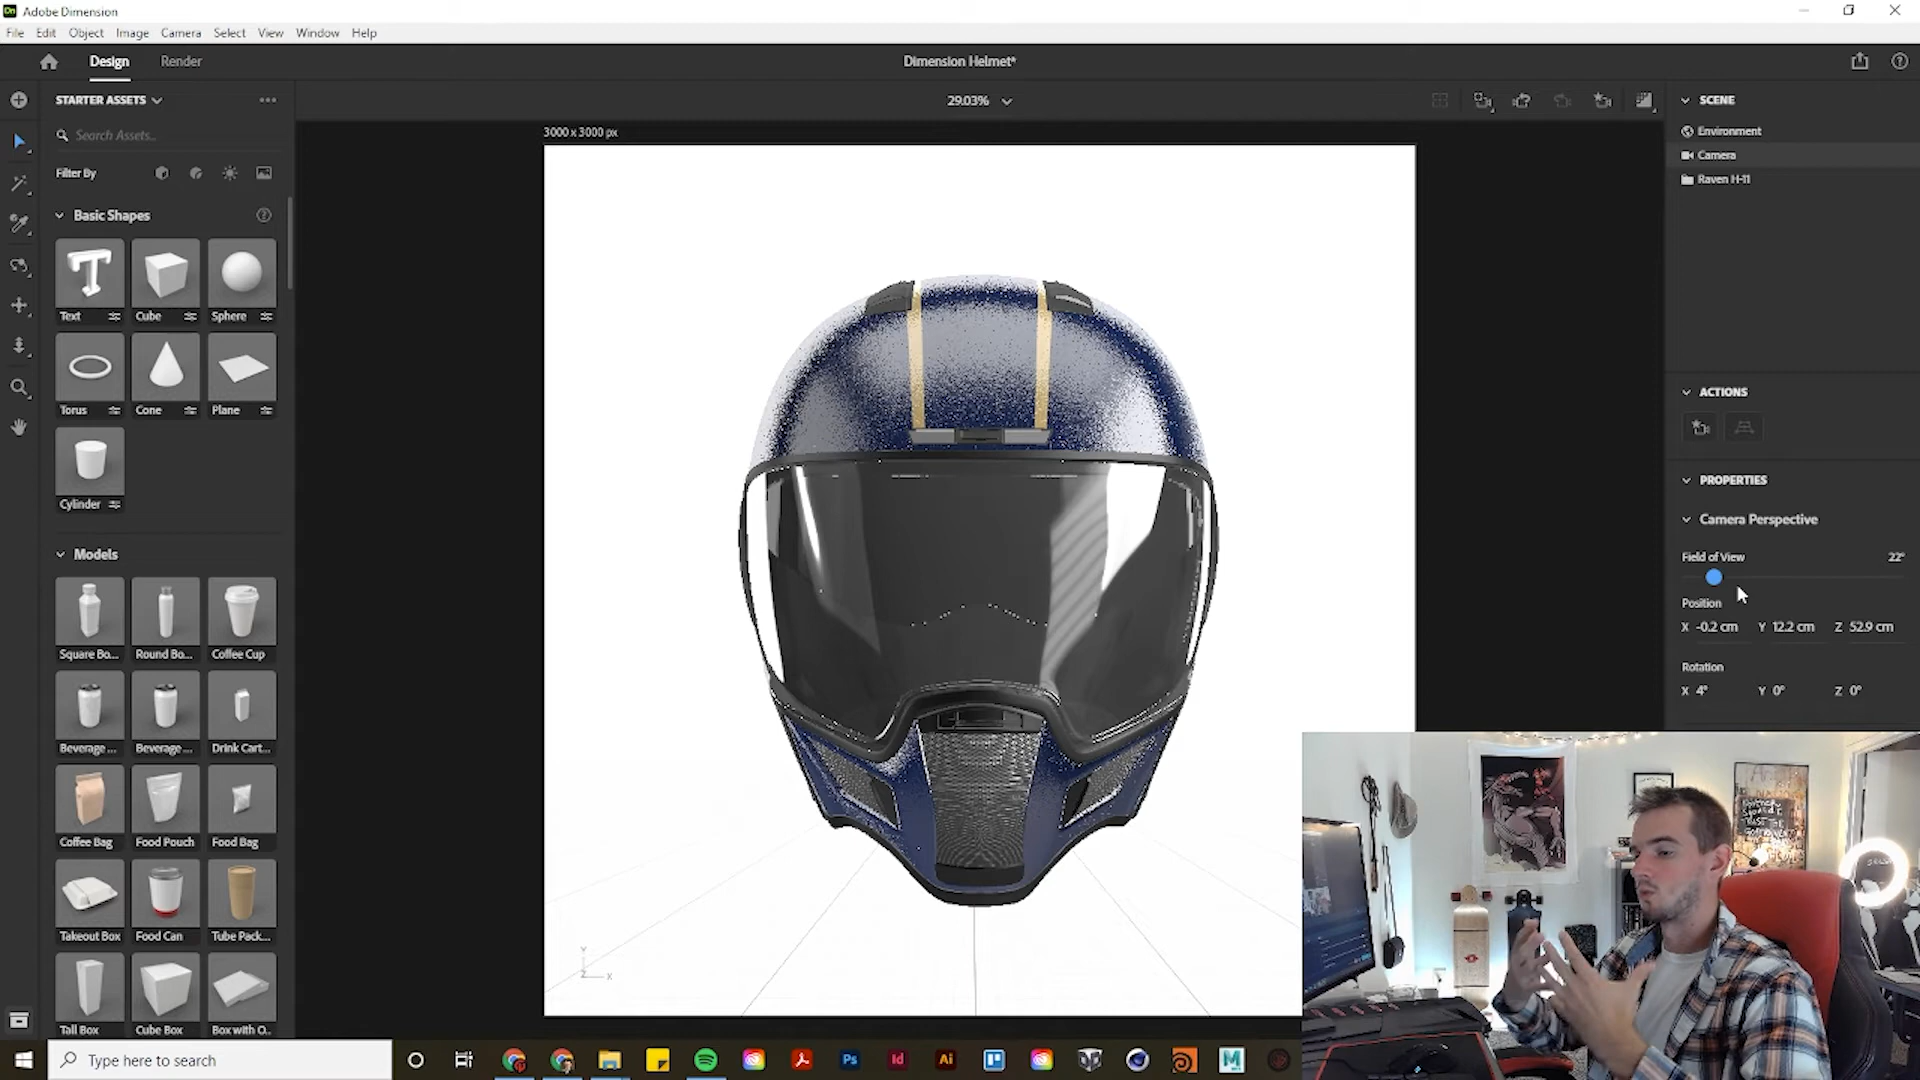 Adobe Dimension
File Edit Object Image Camera Select View Window Help
Design Render
Dimension Helmet*
STARTER ASSETS
29.03%
SCENE
3000 x 3000 px
Search Assets...
Environment
Camera
Filter By
Raven H-11
Basic Shapes
Text Cube Sphere
ACTIONS
Torus Cone Plane
PROPERTIES
Cylinder
Camera Perspective
Models
Field of View 22°
Position
X -0.2 cm Y 12.2 cm Z 52.9 cm
Square Bo... Round Bo... Coffee Cup
Rotation
X 4° Y 0° Z 0°
Beverage ... Beverage ... Drink Cart...
Coffee Bag Food Pouch Food Bag
Takeout Box Food Can Tube Pack...
Y
Z X
Tall Box Cube Box Box with O..
Type here to search
Ps Id Ai M